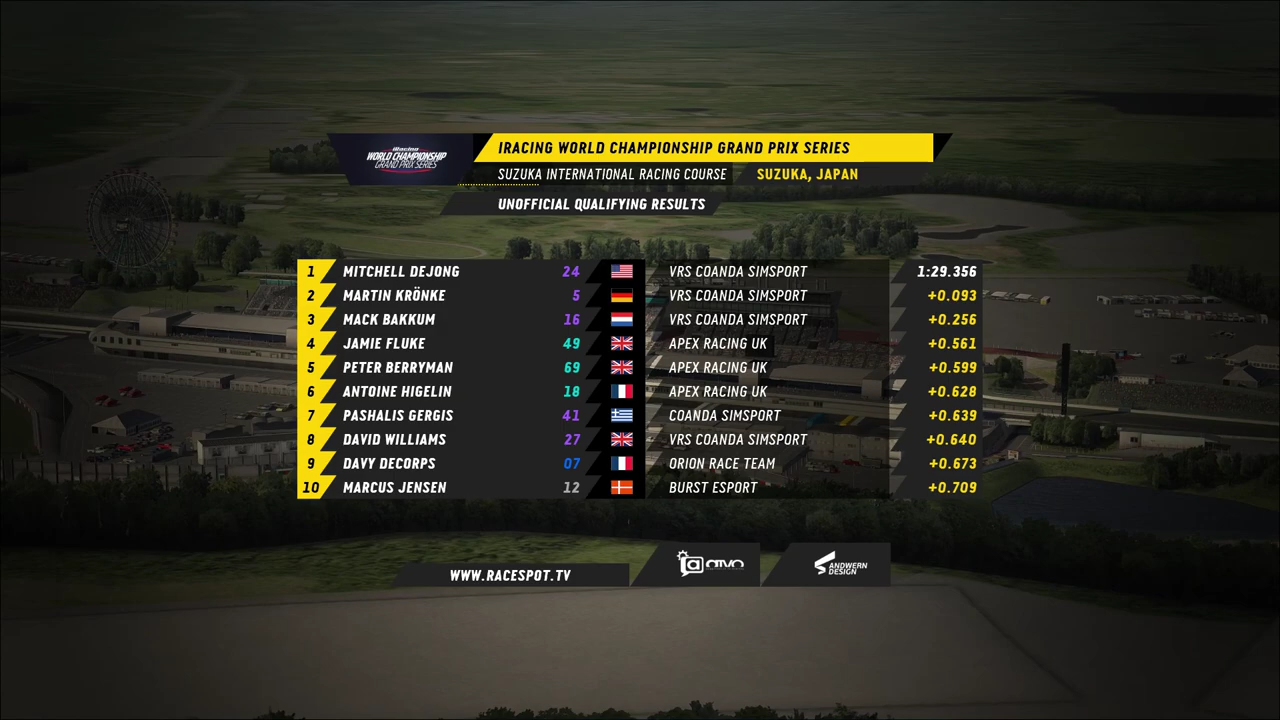 iRacing
WORLD CHAMPIONSHIP
GRAND PRIX SERIES
IRACING WORLD CHAMPIONSHIP GRAND PRIX SERIES
SUZUKA INTERNATIONAL RACING COURSE SUZUKA, JAPAN
UNOFFICIAL QUALIFYING RESULTS
1 MITCHELL DEJONG 24 VRS COANDA SIMSPORT 1:29.356
2 MARTIN KRÖNKE 5 VRS COANDA SIMSPORT +0.093
3 MACK BAKKUM 16 VRS COANDA SIMSPORT +0.256
4 JAMIE FLUKE 49 APEX RACING UK +0.561
5 PETER BERRYMAN 69 APEX RACING UK +0.599
6 ANTOINE HIGELIN 18 APEX RACING UK +0.628
7 PASHALIS GERGIS 41 COANDA SIMSPORT +0.639
8 DAVID WILLIAMS 27 VRS COANDA SIMSPORT +0.640
9 DAVY DECORPS 07 ORION RACE TEAM +0.673
10 MARCUS JENSEN 12 BURST ESPORT +0.709
WWW.RACESPOT.TV
atvo
SANDWERN
DESIGN